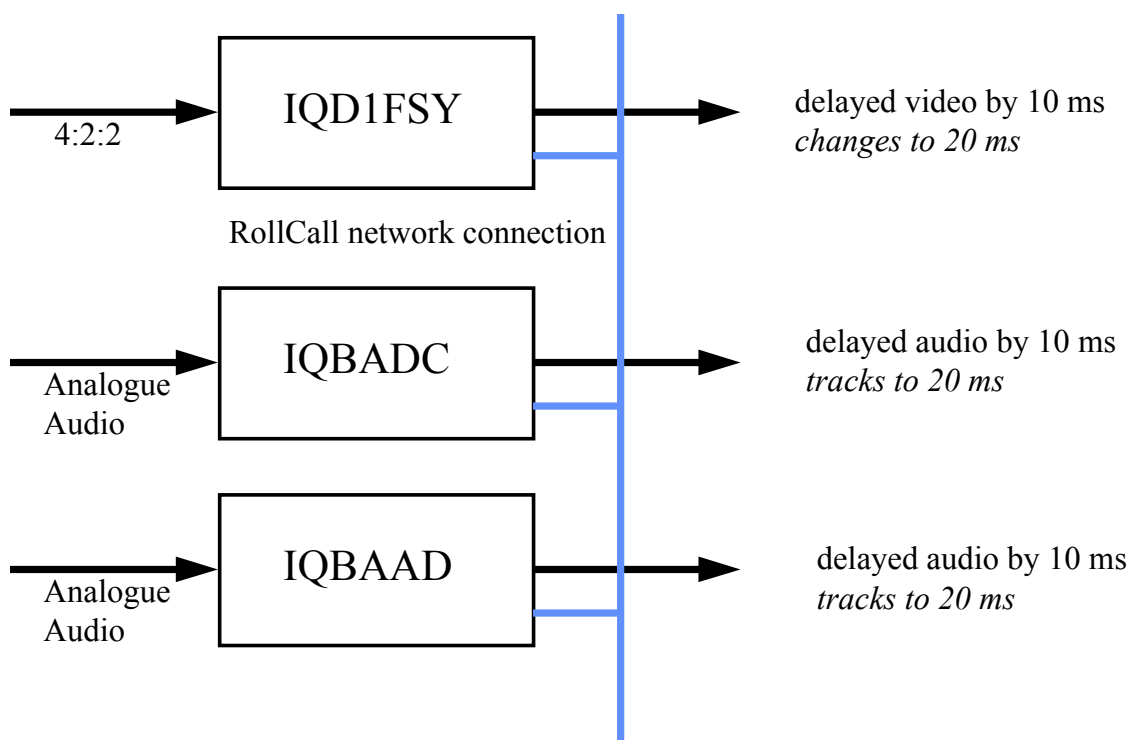 IQD1FSY
4:2:2
delayed video by 10 ms
changes to 20 ms
RollCall network connection
IQBADC
Analogue
Audio
delayed audio by 10 ms
tracks to 20 ms
IQBAAD
Analogue
Audio
delayed audio by 10 ms
tracks to 20 ms